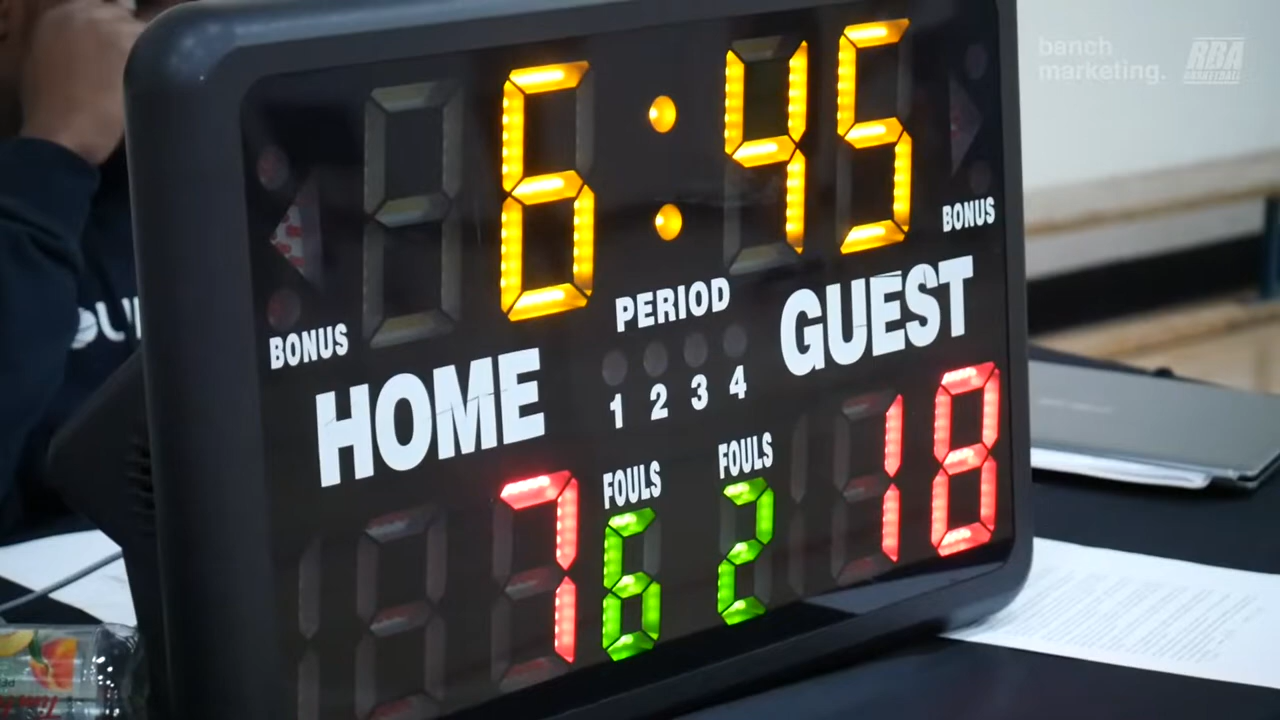 banch
marketing.
RBA
BASKETBALL
6:45
BONUS
BONUS
PERIOD
HOME
GUEST
1 2 3 4
FOULS
FOULS
7
6
2
18